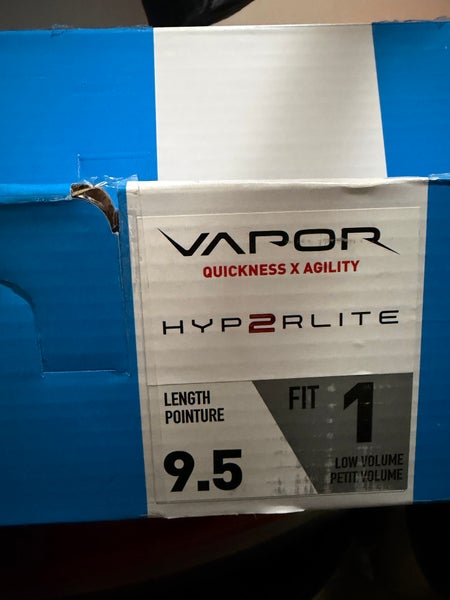 VAPOR
QUICKNESS X AGILITY
HYP2RLITE
LENGTH
POINTURE
9.5
FIT 1
LOW VOLUME
PETIT VOLUME